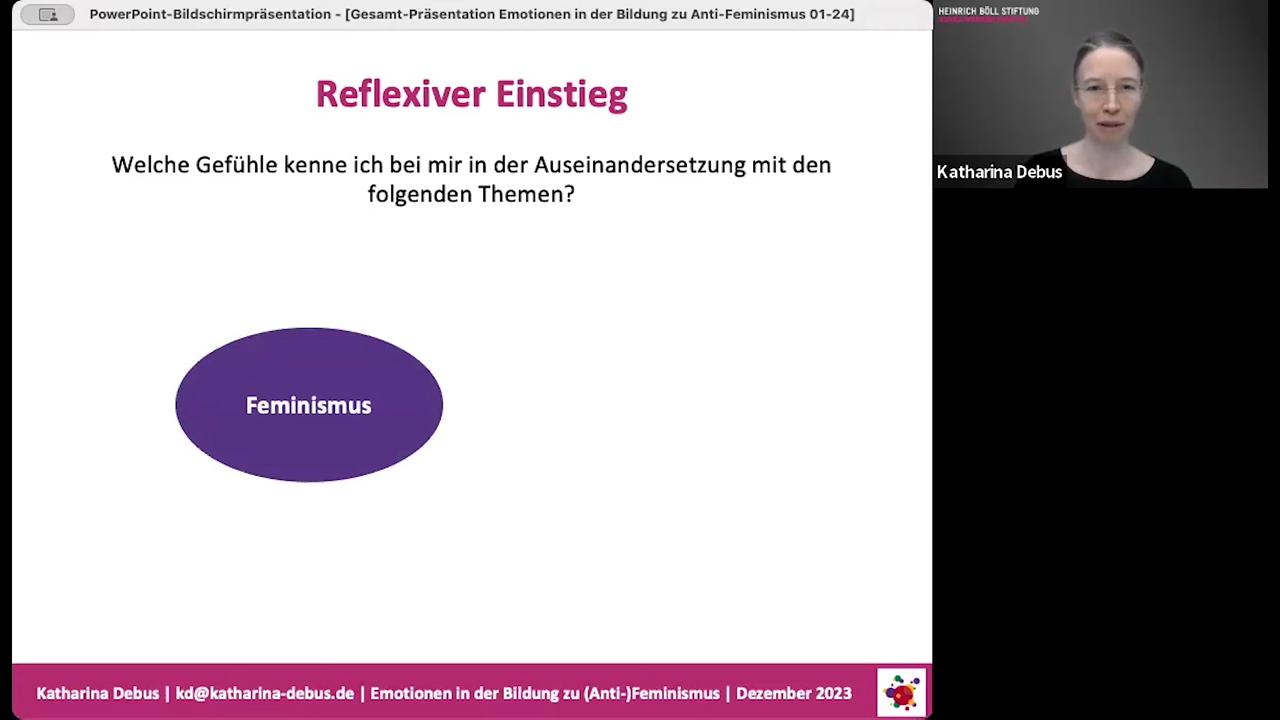 PowerPoint-Bildschirmpräsentation - [Gesamt-Präsentation Emotionen in der Bildung zu Anti-Feminismus 01-24]
HEINRICH BÖLL STIFTUNG
Katharina Debus
Reflexiver Einstieg
Welche Gefühle kenne ich bei mir in der Auseinandersetzung mit den
folgenden Themen?
Feminismus
Katharina Debus | kd@katharina-debus.de | Emotionen in der Bildung zu (Anti-)Feminismus | Dezember 2023